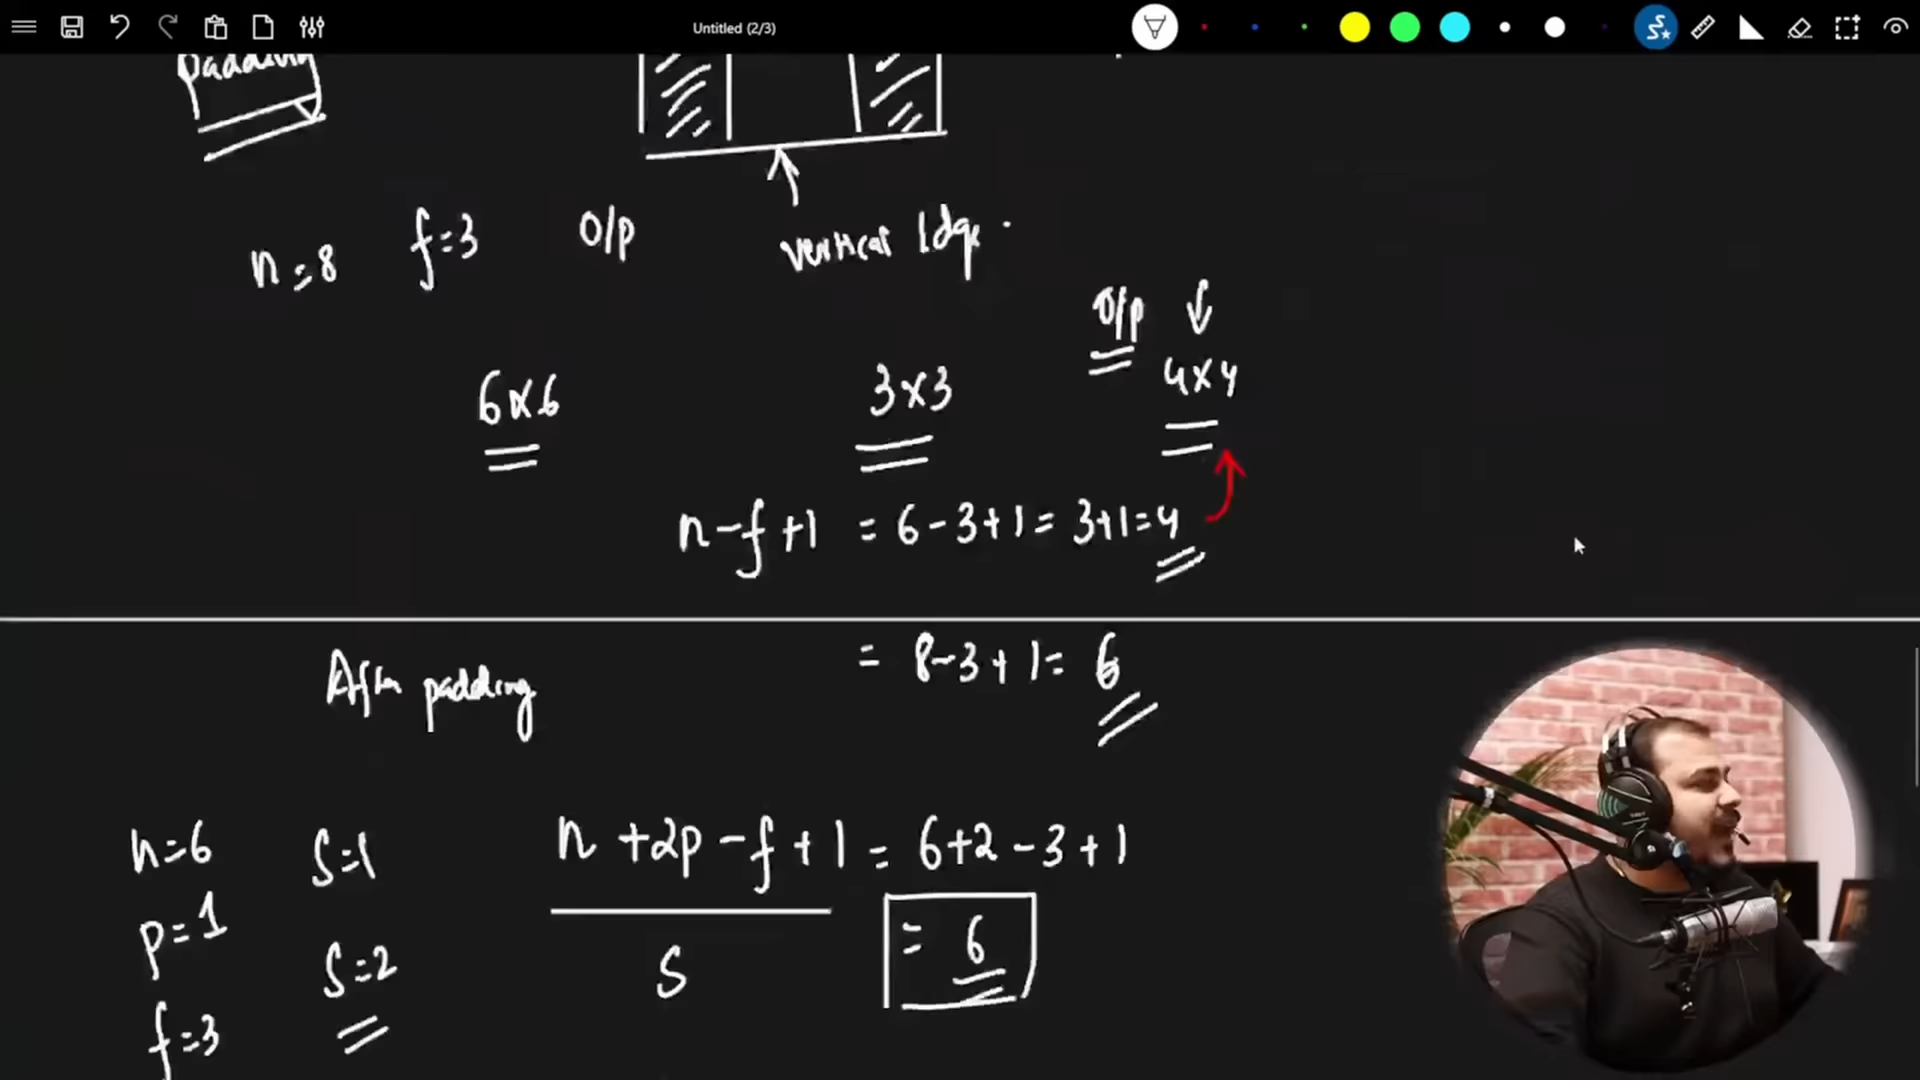 Untitled (2/3)
padding
n=8 f=3 O/p vertical Edge.
O/p
6x6 3x3 4x4
n-f+1 = 6-3+1 = 3+1=4
After padding = 8-3+1= 6
n=6 S=1 n+2p-f+1 = 6+2-3+1
p=1 S = 6
S=2
f=3